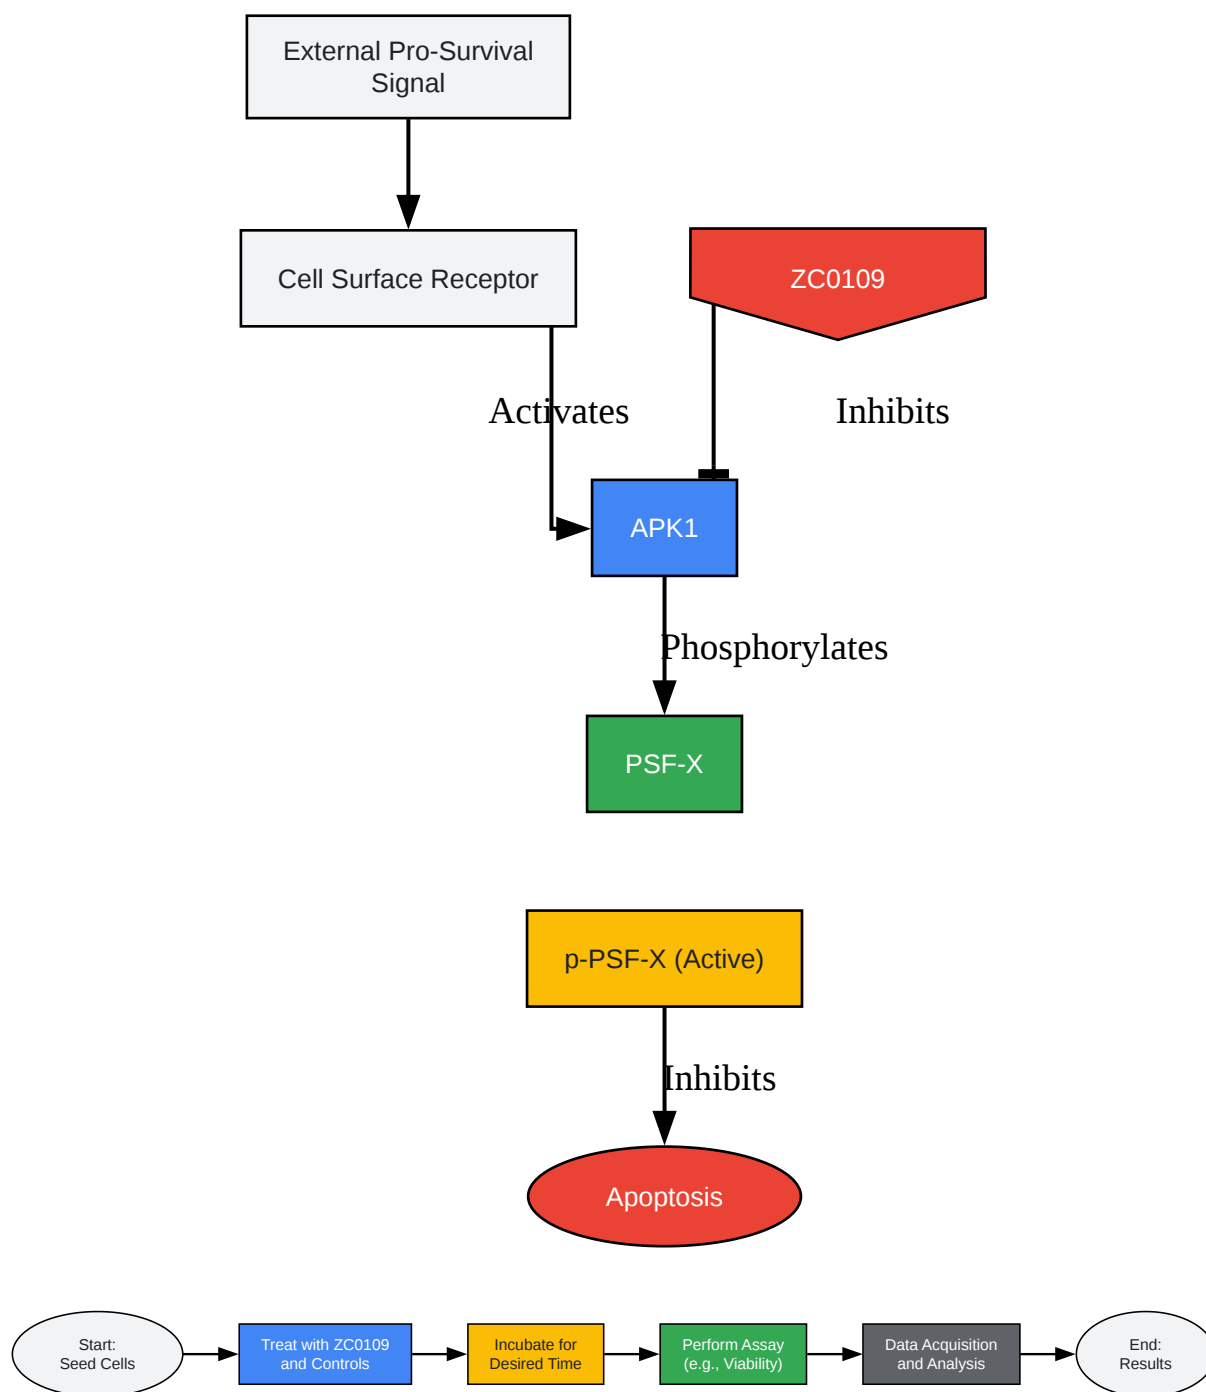 External Pro-Survival
Signal
Cell Surface Receptor
ZC0109
Activates
Inhibits
APK1
Phosphorylates
PSF-X
p-PSF-X (Active)
Inhibits
Apoptosis
Start:
Seed Cells
Treat with ZC0109
and Controls
Incubate for
Desired Time
Perform Assay
(e.g., Viability)
Data Acquisition
and Analysis
End:
Results